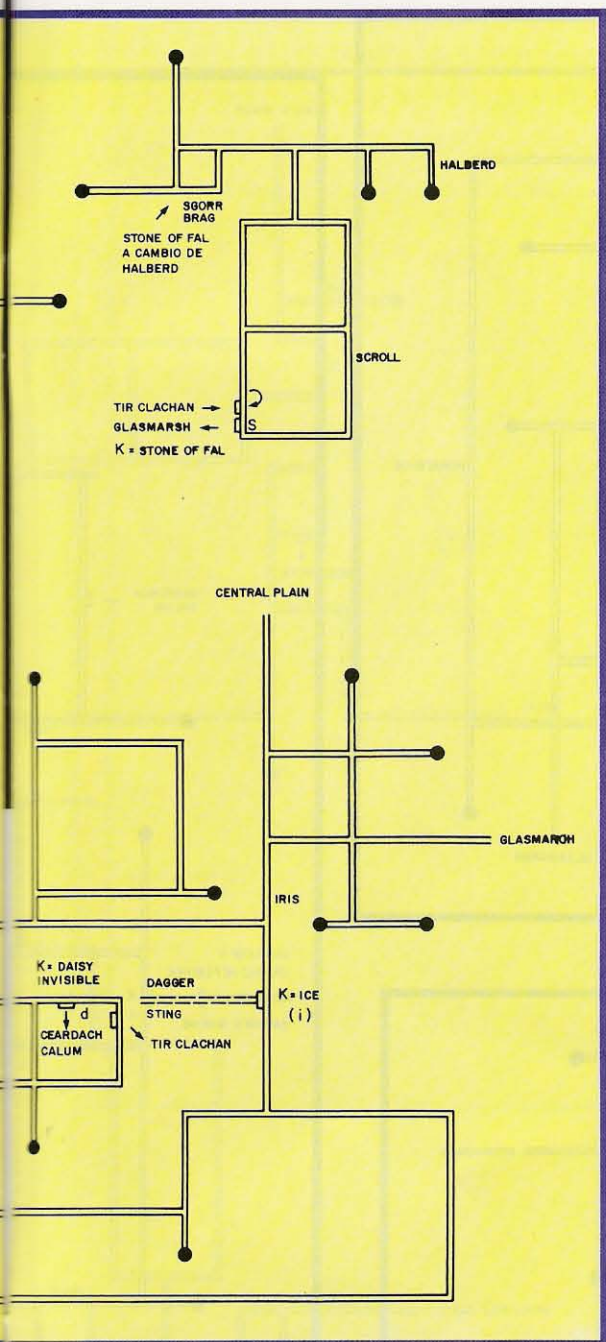 HALBERD
SGORR
BRAG
STONE OF FAL
A CAMBIO DE
HALBERD
SCROLL
TIR CLACHAN →
GLASMARSH ← S
K = STONE OF FAL
CENTRAL PLAIN
GLASMARCH
IRIS
K = DAISY
INVISIBLE
d
CEARDACH
CALUM
TIR CLACHAN
DAGGER
STING
K = ICE
(i)